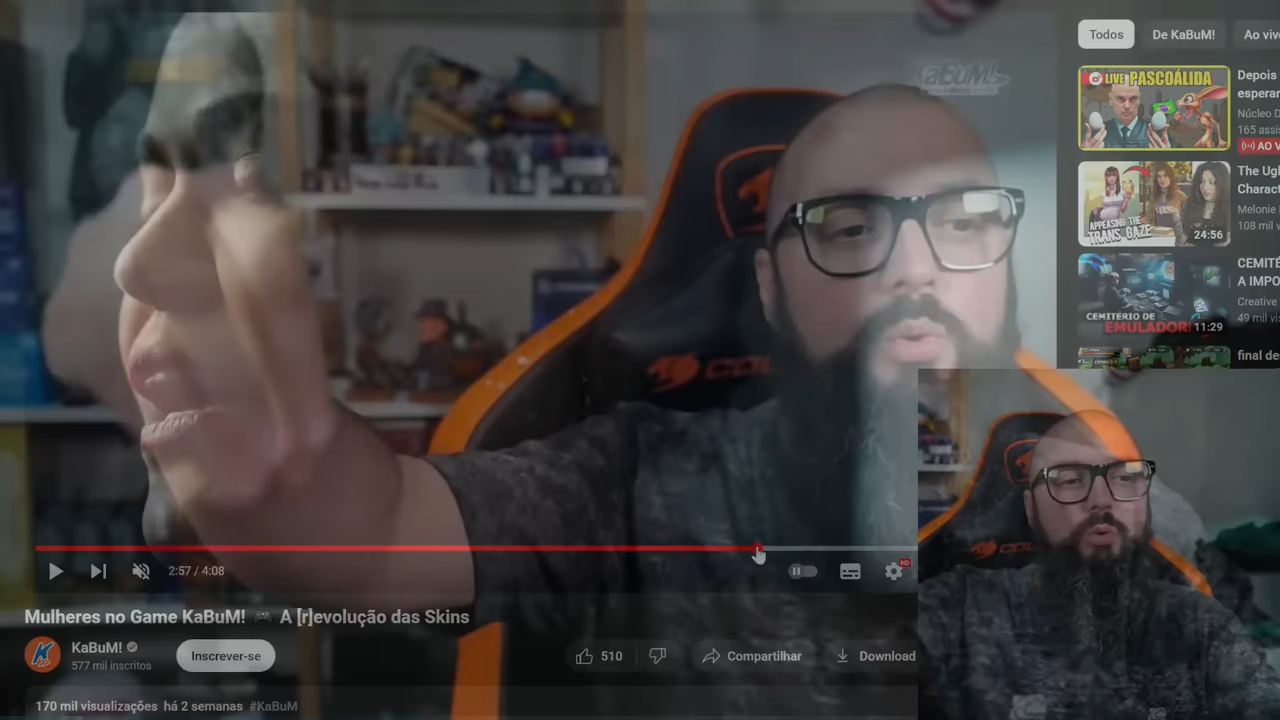 Todos
De KaBuM!
Ao viv
KaBuM!
LIVE PASCOÁLIDA
Depois
esperar
Núcleo D
165 assis
AO V
APPEASING THE
TRANS GAZE
24:56
The Ugl
Charact
Melonie
108 mil v
CEMITÉRIO DE
EMULADOR!
11:29
CEMITÉ
A IMPO
Creative
49 mil vis
final de
2:57 / 4:08
HD
Mulheres no Game KaBuM! 🎮 A [r]evolução das Skins
KaBuM!
577 mil inscritos
Inscrever-se
510
Compartilhar
Download
170 mil visualizações há 2 semanas #KaBuM